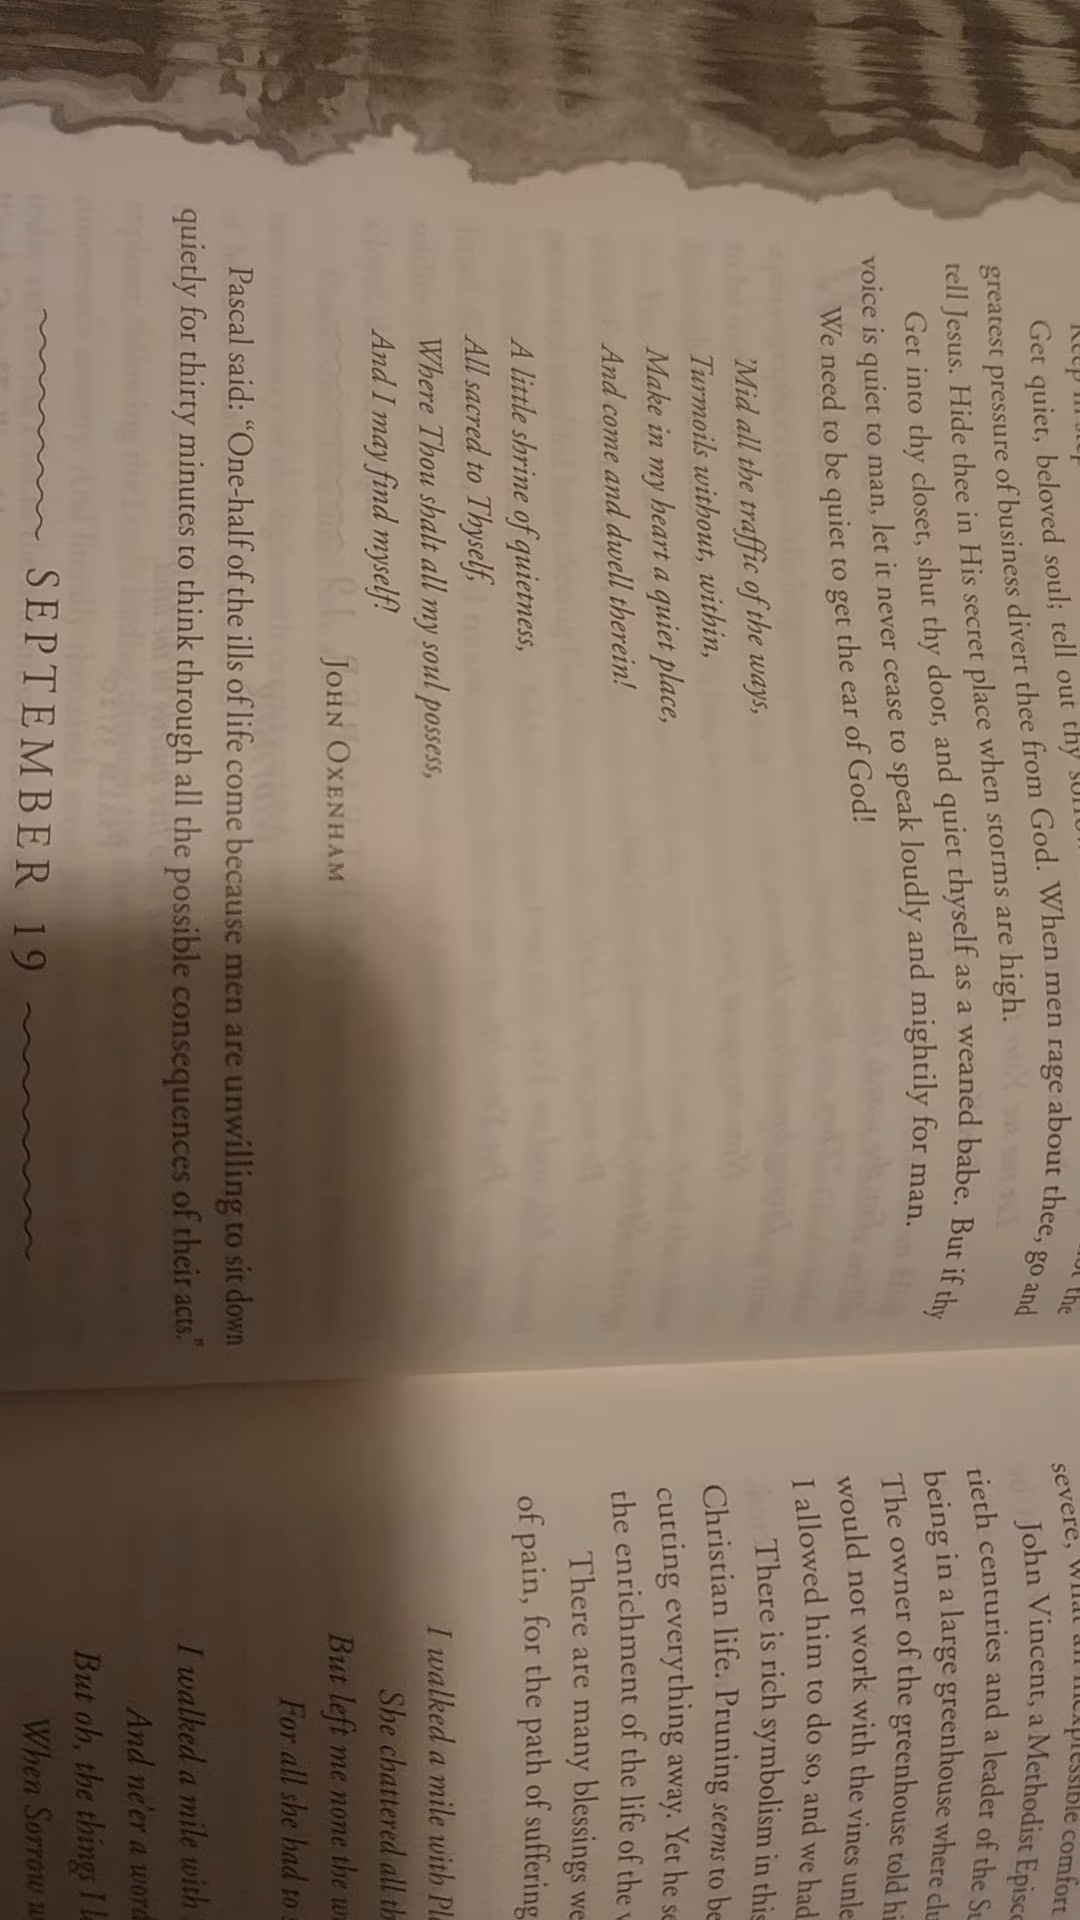 Get quiet, beloved soul; tell out thy
greatest pressure of business divert thee from God. When men rage about thee, go and
tell Jesus. Hide thee in His secret place when storms are high.
Get into thy closet, shut thy door, and quiet thyself as a weaned babe. But if thy
voice is quiet to man, let it never cease to speak loudly and mightily for man.
We need to be quiet to get the ear of God!
'Mid all the traffic of the ways,
Turmoils without, within,
Make in my heart a quiet place,
And come and dwell therein!
A little shrine of quietness,
All sacred to Thyself,
Where Thou shalt all my soul possess,
And I may find myself!
JOHN OXENHAM
Pascal said: “One-half of the ills of life come because men are unwilling to sit down
quietly for thirty minutes to think through all the possible consequences of their acts.”
SEPTEMBER 19
severe,
John Vincent, a Methodist Episco
tieth centuries and a leader of the Su
being in a large greenhouse where clu
The owner of the greenhouse told hi
would not work with the vines unle
I allowed him to do so, and we had
There is rich symbolism in this
Christian life. Pruning seems to be
cutting everything away. Yet he se
the enrichment of the life of the v
There are many blessings we
of pain, for the path of suffering
I walked a mile with Pl
She chattered all th
But left me none the w
For all she had to
I walked a mile with
And ne'er a word
But oh, the things I l
When Sorrow w